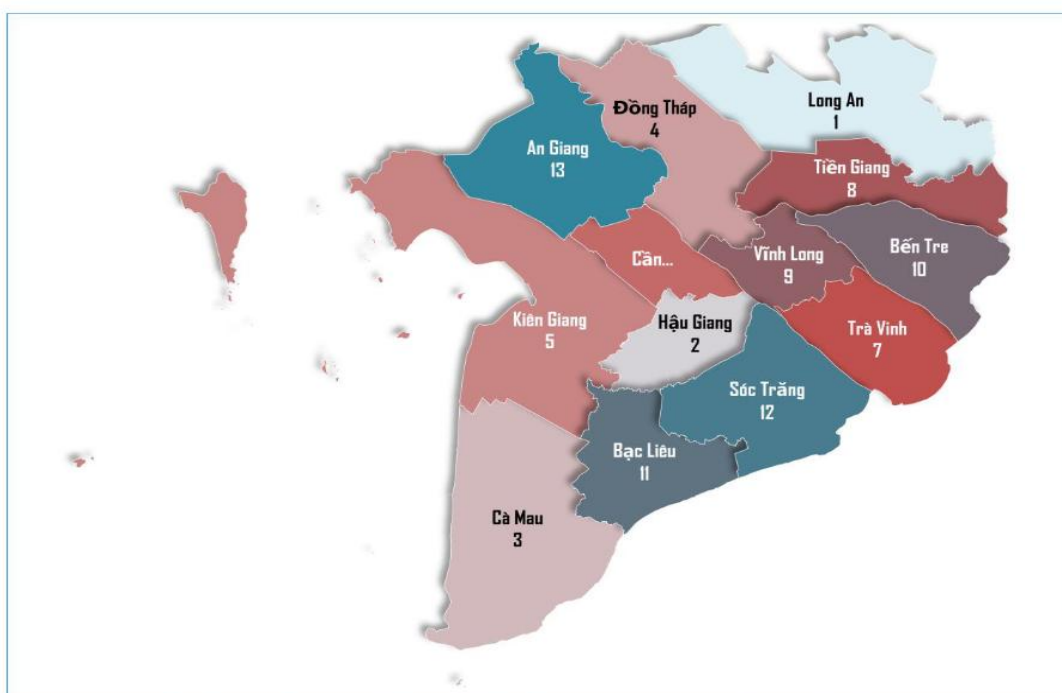 Long An
1
Đồng Tháp
4
An Giang
13
Tiền Giang
8
Bến Tre
10
Vĩnh Long
9
Cần...
Kiên Giang
5
Hậu Giang
2
Trà Vinh
7
Sóc Trăng
12
Bạc Liêu
11
Cà Mau
3